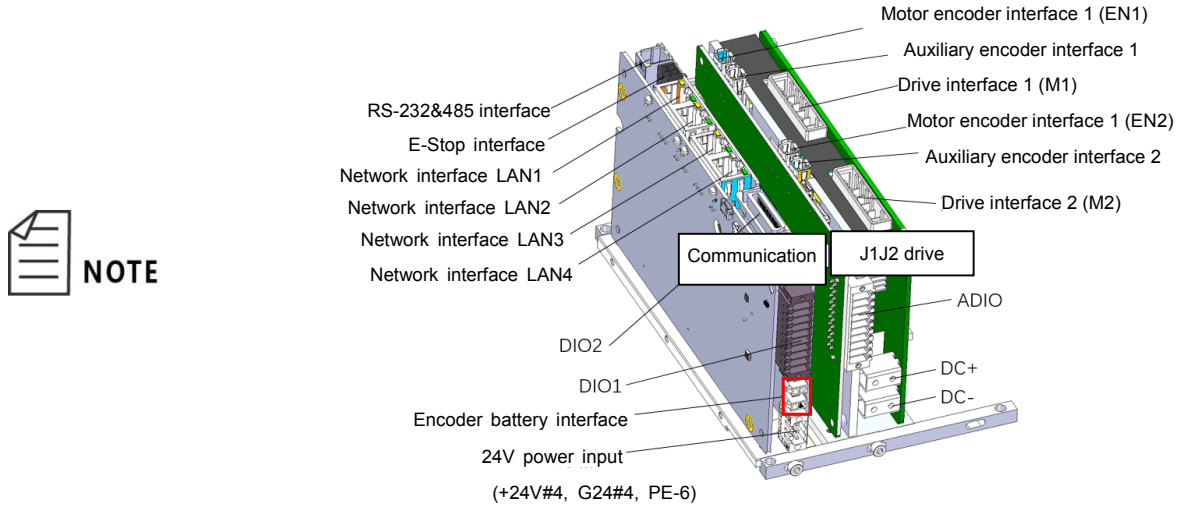 Motor encoder interface 1 (EN1)
Auxiliary encoder interface 1
Drive interface 1 (M1)
Motor encoder interface 1 (EN2)
Auxiliary encoder interface 2
Drive interface 2 (M2)
RS-232&485 interface
E-Stop interface
Network interface LAN1
Network interface LAN2
Network interface LAN3
Network interface LAN4
NOTE
Communication
J1J2 drive
ADIO
DIO2
DIO1
DC+
DC-
Encoder battery interface
24V power input
(+24V#4, G24#4, PE-6)